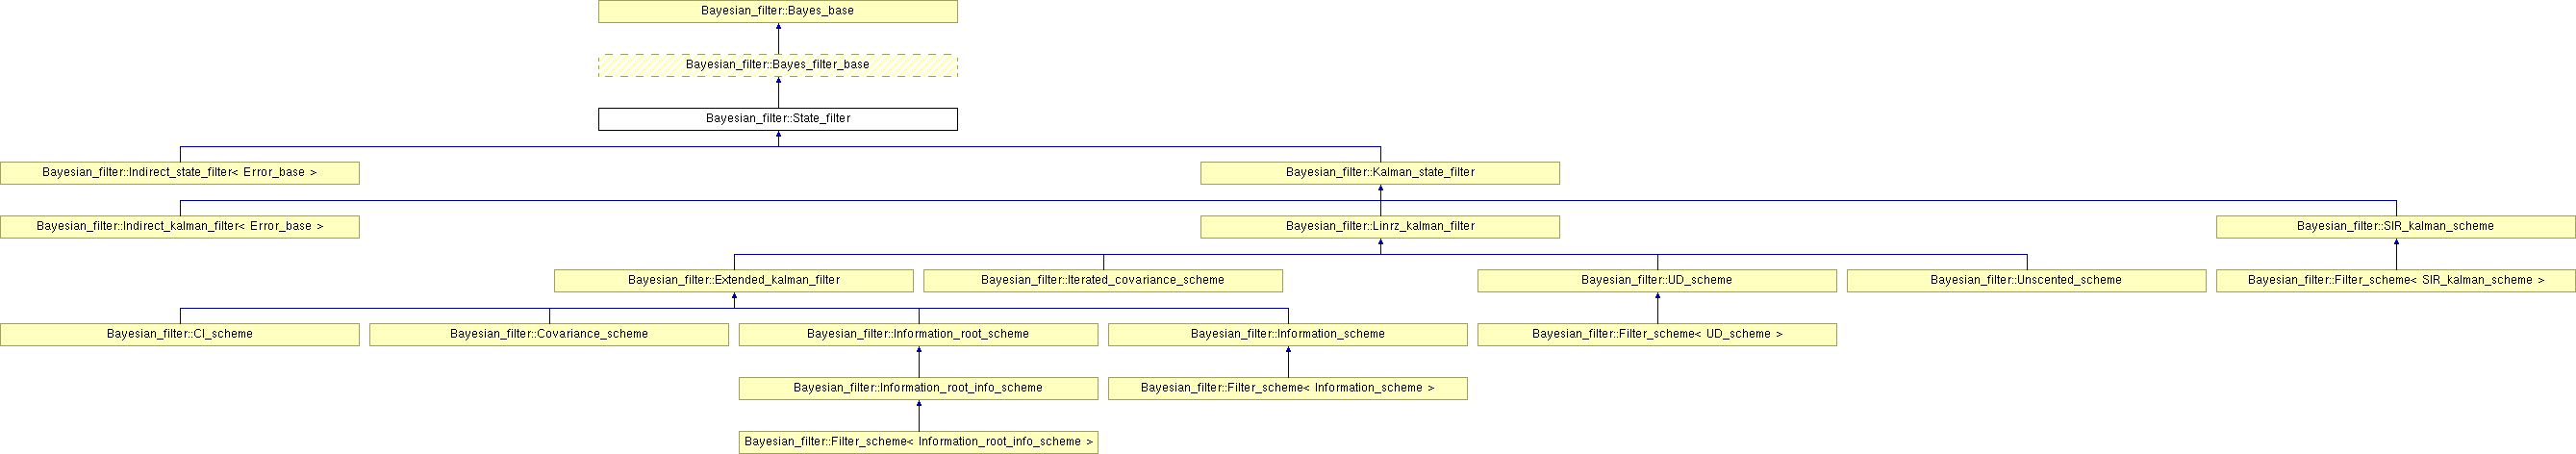 Bayesian_filter::Bayes_base
Bayesian_filter::Bayes_filter_base
Bayesian_filter::State_filter
Bayesian_filter::Indirect_state_filter< Error_base >
Bayesian_filter::Kalman_state_filter
Bayesian_filter::Indirect_kalman_filter< Error_base >
Bayesian_filter::Linrz_kalman_filter
Bayesian_filter::SIR_kalman_scheme
Bayesian_filter::Extended_kalman_filter
Bayesian_filter::Iterated_covariance_scheme
Bayesian_filter::UD_scheme
Bayesian_filter::Unscented_scheme
Bayesian_filter::Filter_scheme< SIR_kalman_scheme >
Bayesian_filter::CI_scheme
Bayesian_filter::Covariance_scheme
Bayesian_filter::Information_root_scheme
Bayesian_filter::Information_scheme
Bayesian_filter::Filter_scheme< UD_scheme >
Bayesian_filter::Information_root_info_scheme
Bayesian_filter::Filter_scheme< Information_scheme >
Bayesian_filter::Filter_scheme< Information_root_info_scheme >